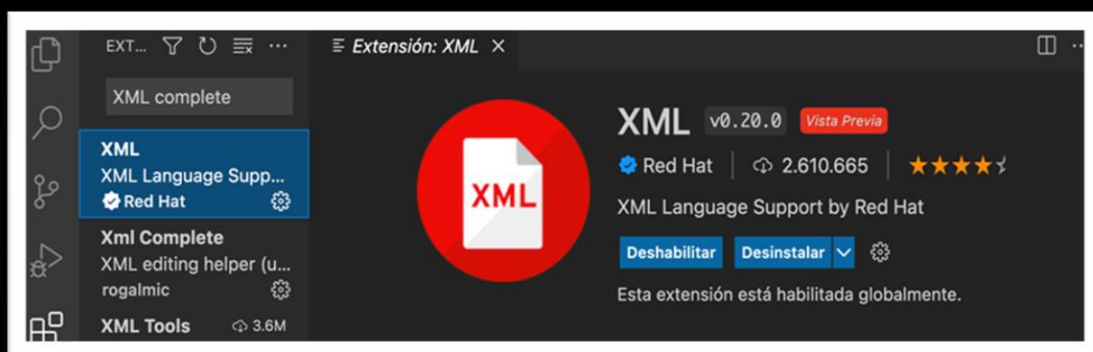 EXT...
XML complete
XML
XML Language Supp...
Red Hat
Xml Complete
XML editing helper (u...
rogalmic
XML Tools 3.6M
Extensión: XML
XML
XML v0.20.0 Vista Previa
Red Hat 2.610.665
XML Language Support by Red Hat
Deshabilitar Desinstalar
Esta extensión está habilitada globalmente.